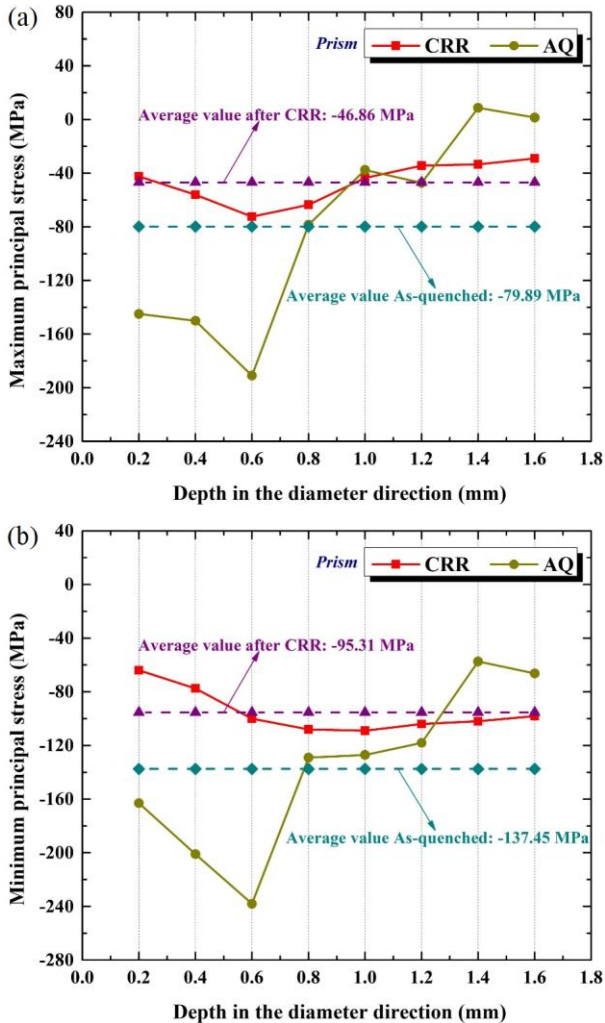 (a)
Prism
CRR
AQ
80
40
0
-40
-80
-120
-160
-200
-240
Maximum principal stress (MPa)
Average value after CRR: -46.86 MPa
Average value As-quenched: -79.89 MPa
0.0 0.2 0.4 0.6 0.8 1.0 1.2 1.4 1.6 1.8
Depth in the diameter direction (mm)
(b)
Prism
CRR
AQ
40
0
-40
-80
-120
-160
-200
-240
-280
Minimum principal stress (MPa)
Average value after CRR: -95.31 MPa
Average value As-quenched: -137.45 MPa
0.0 0.2 0.4 0.6 0.8 1.0 1.2 1.4 1.6 1.8
Depth in the diameter direction (mm)